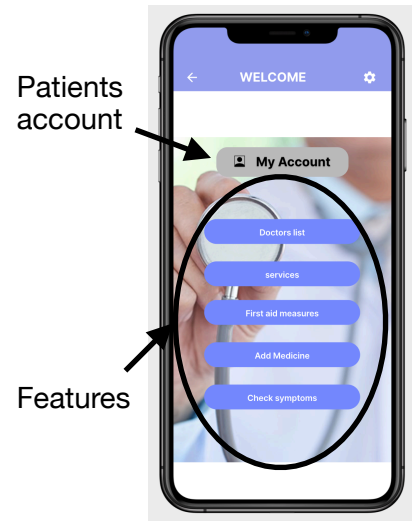 Patients
account
WELCOME
My Account
Doctors list
services
First aid measures
Add Medicine
Check symptoms
Features